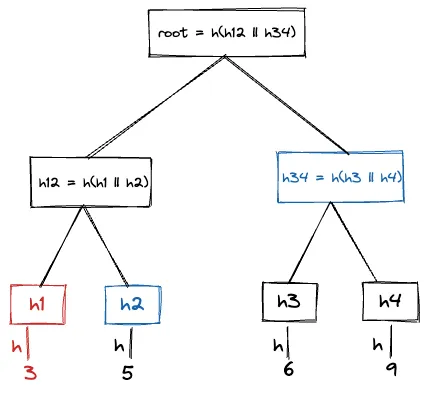 root = h(h12 || h34)
h12 = h(h1 || h2)
h34 = h(h3 || h4)
h1
h2
h3
h4
h
h
h
h
3
5
6
9